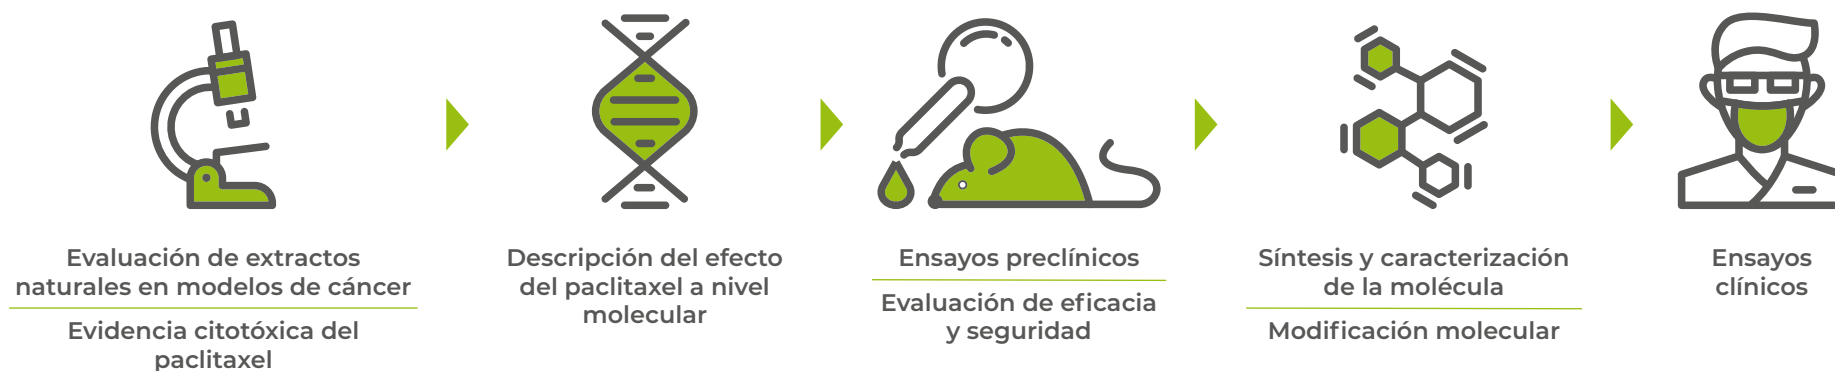 Evaluación de extractos
naturales en modelos de cáncer
Evidencia citotóxica del
paclitaxel
Descripción del efecto
del paclitaxel a nivel
molecular
Ensayos preclínicos
Evaluación de eficacia
y seguridad
Síntesis y caracterización
de la molécula
Modificación molecular
Ensayos
clínicos